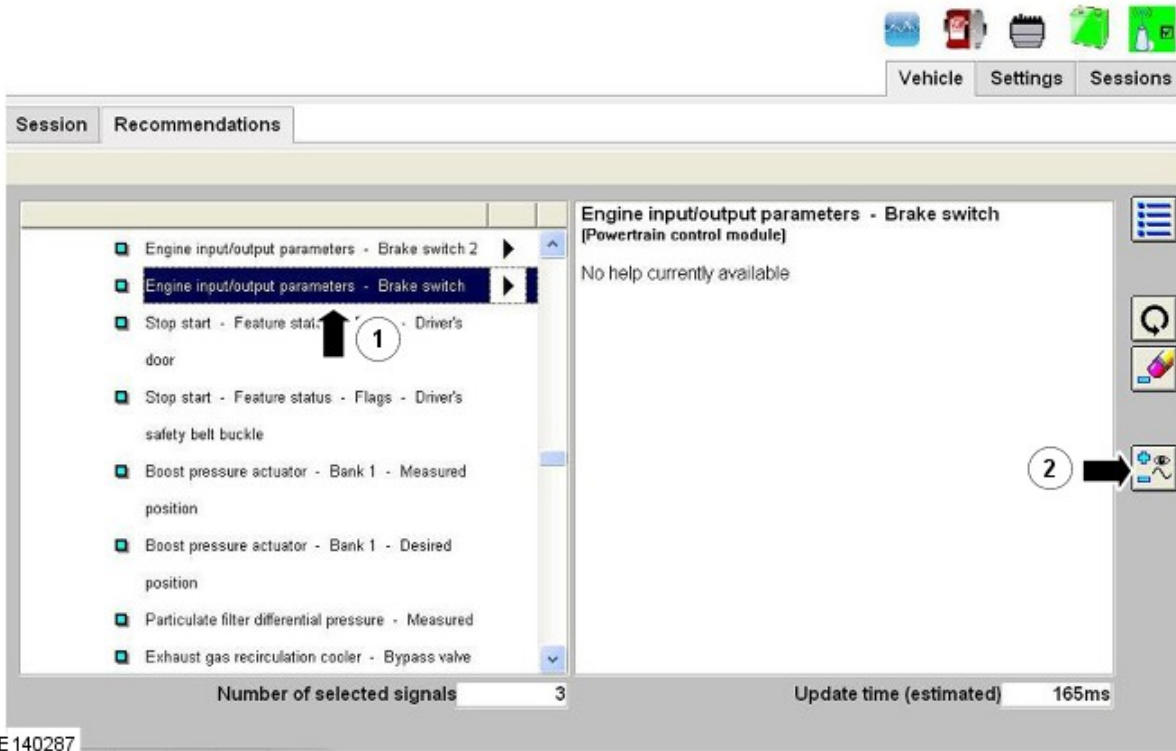 Vehicle Settings Sessions
Session Recommendations
Engine input/output parameters - Brake switch 2
Engine input/output parameters - Brake switch
Stop start - Feature stat - Driver's
door
Stop start - Feature status - Flags - Driver's
safety belt buckle
Boost pressure actuator - Bank 1 - Measured
position
Boost pressure actuator - Bank 1 - Desired
position
Particulate filter differential pressure - Measured
Exhaust gas recirculation cooler - Bypass valve
1
Engine input/output parameters - Brake switch
[Powertrain control module]
No help currently available
2
Number of selected signals 3
Update time (estimated) 165ms
E140287